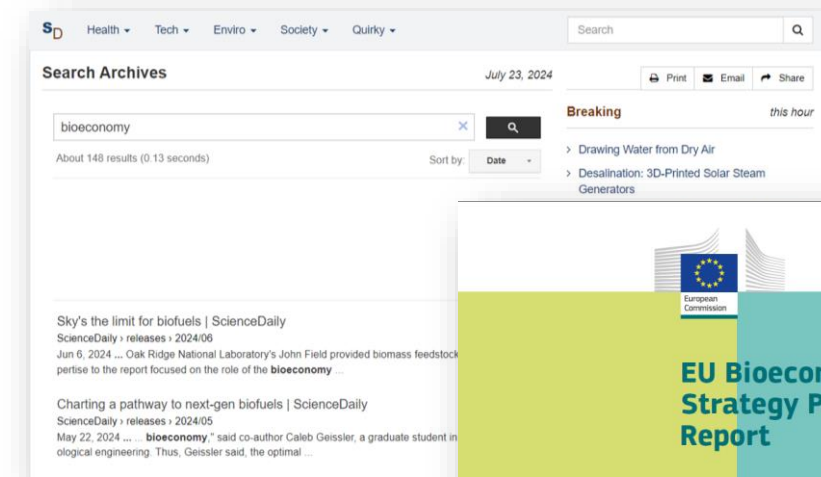 SD Health Tech Enviro Society Quirky Search
Search Archives July 23, 2024
Print Email Share
Breaking this hour
bioeconomy
About 148 results (0.13 seconds) Sort by: Date
> Drawing Water from Dry Air
> Desalination: 3D-Printed Solar Steam
Generators
Sky's the limit for biofuels | ScienceDaily
ScienceDaily › releases › 2024/06
Jun 6, 2024 ... Oak Ridge National Laboratory's John Field provided biomass feedstock
pertise to the report focused on the role of the bioeconomy ...
Charting a pathway to next-gen biofuels | ScienceDaily
ScienceDaily › releases › 2024/05
May 22, 2024 ... ... bioeconomy," said co-author Caleb Geissler, a graduate student in
ological engineering. Thus, Geissler said, the optimal ...
European
Commission
EU Bioecon
Strategy P
Report